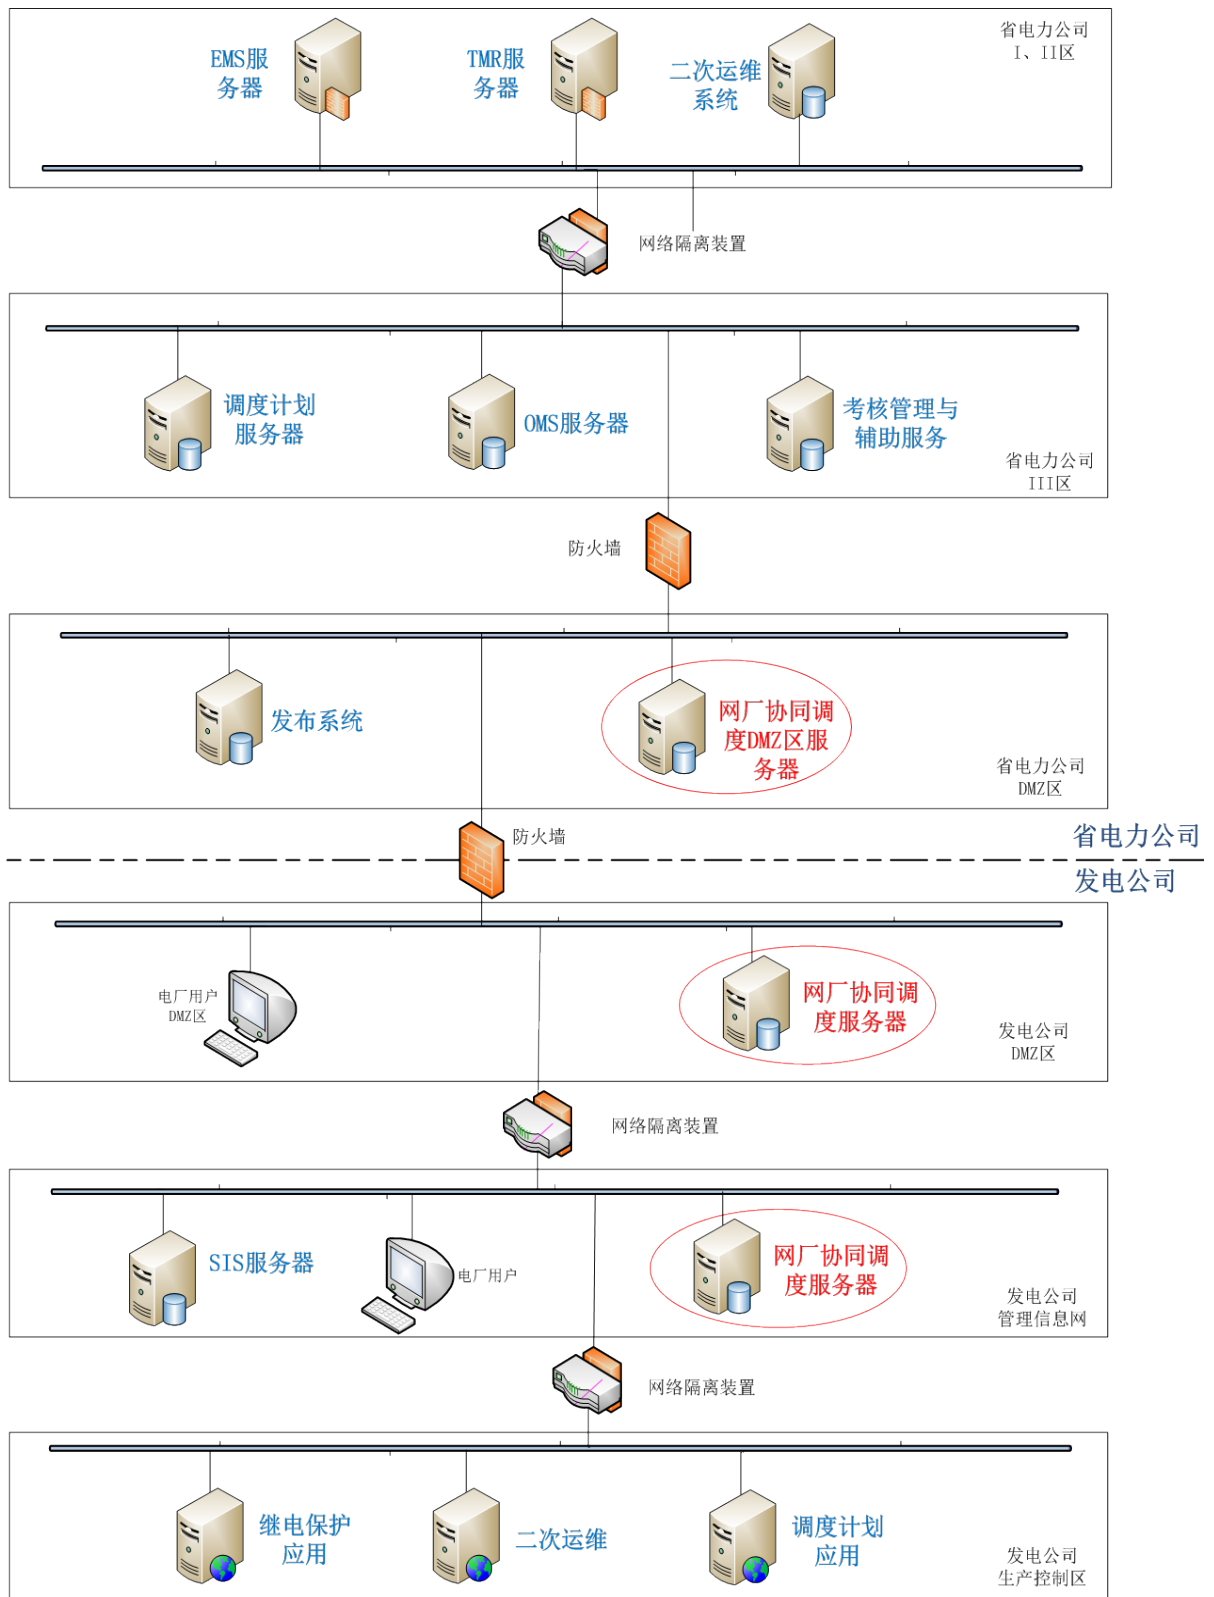 省电力公司
I、II区
EMS服
务器
TMR服
务器
二次运维
系统
网络隔离装置
调度计划
服务器
OMS服务器
考核管理与
辅助服务
省电力公司
III区
防火墙
发布系统
网厂协同调
度DMZ区服
务器
省电力公司
DMZ区
防火墙
省电力公司
发电公司
电厂用户
DMZ区
网厂协同调
度服务器
发电公司
DMZ区
网络隔离装置
SIS服务器
电厂用户
网厂协同调
度服务器
发电公司
管理信息网
网络隔离装置
继电保护
应用
二次运维
调度计划
应用
发电公司
生产控制区